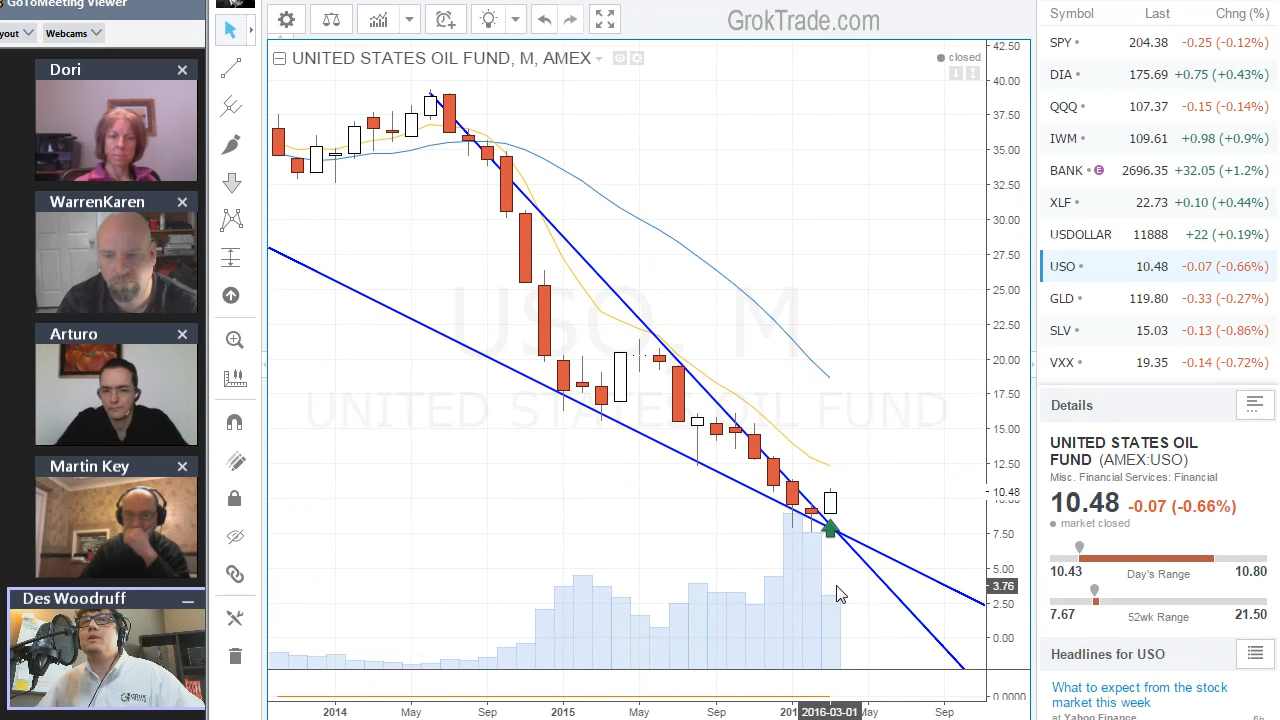 GoToMeeting Viewer
yout
Webcams
Dori
WarrenKaren
Arturo
Martin Key
Des Woodruff
GrokTrade.com
UNITED STATES OIL FUND, M, AMEX
closed
USO, M
UNITED STATES OIL FUND
42.50
40.00
37.50
35.00
32.50
30.00
27.50
25.00
22.50
20.00
17.50
15.00
12.50
10.48
7.50
5.00
3.76
2.50
0.00
0.0000
2014
May
Sep
2015
May
Sep
201
2016-03-01
May
Sep
Symbol Last Chng (%)
SPY 204.38 -0.25 (-0.12%)
DIA 175.69 +0.75 (+0.43%)
QQQ 107.37 -0.15 (-0.14%)
IWM 109.61 +0.98 (+0.9%)
BANK E 2696.35 +32.05 (+1.2%)
XLF 22.73 +0.10 (+0.44%)
USDOLLAR 11888 +22 (+0.19%)
USO 10.48 -0.07 (-0.66%)
GLD 119.80 -0.33 (-0.27%)
SLV 15.03 -0.13 (-0.86%)
VXX 19.35 -0.14 (-0.72%)
Details
UNITED STATES OIL
FUND (AMEX:USO)
Misc. Financial Services: Financial
10.48 -0.07 (-0.66%)
market closed
10.43 Day's Range 10.80
7.67 52wk Range 21.50
Headlines for USO
What to expect from the stock
market this week
at Yahoo Finance